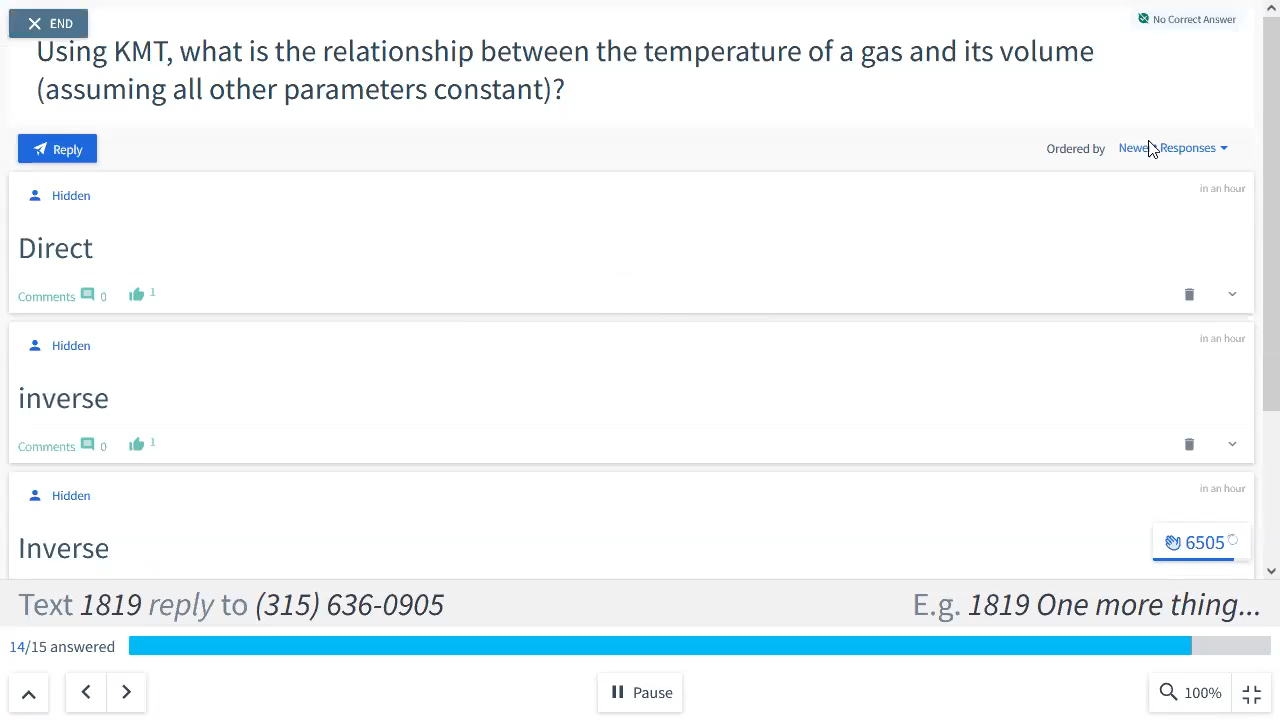 END
No Correct Answer
Using KMT, what is the relationship between the temperature of a gas and its volume
(assuming all other parameters constant)?
Reply
Ordered by Newest Responses
Hidden
in an hour
Direct
Comments 0 1
Hidden
in an hour
inverse
Comments 0 1
Hidden
in an hour
Inverse
6505
Text 1819 reply to (315) 636-0905
E.g. 1819 One more thing...
14/15 answered
Pause
100%